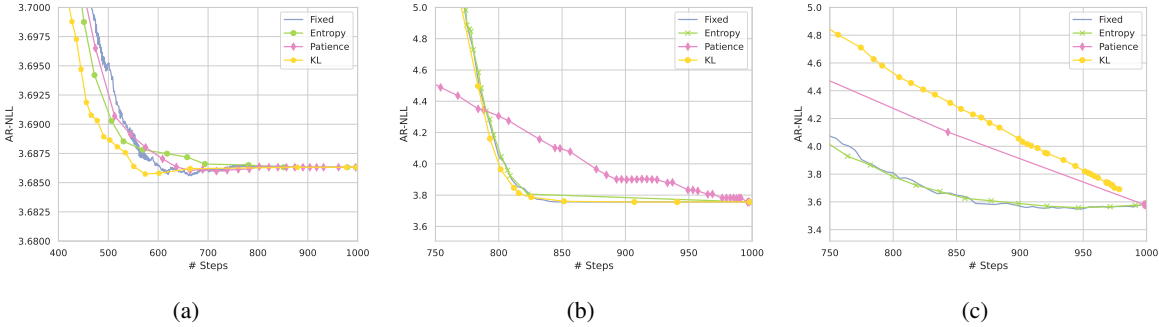 3.7000
3.6975
3.6950
3.6925
3.6900
3.6875
3.6850
3.6825
3.6800
AR-NLL
400 500 600 700 800 900 1000
# Steps
Fixed
Entropy
Patience
KL
(a)
5.0
4.8
4.6
4.4
4.2
4.0
3.8
3.6
3.4
AR-NLL
750 800 850 900 950 1000
# Steps
Fixed
Entropy
Patience
KL
(b)
5.0
4.8
4.6
4.4
4.2
4.0
3.8
3.6
3.4
AR-NLL
750 800 850 900 950 1000
# Steps
Fixed
Entropy
Patience
KL
(c)